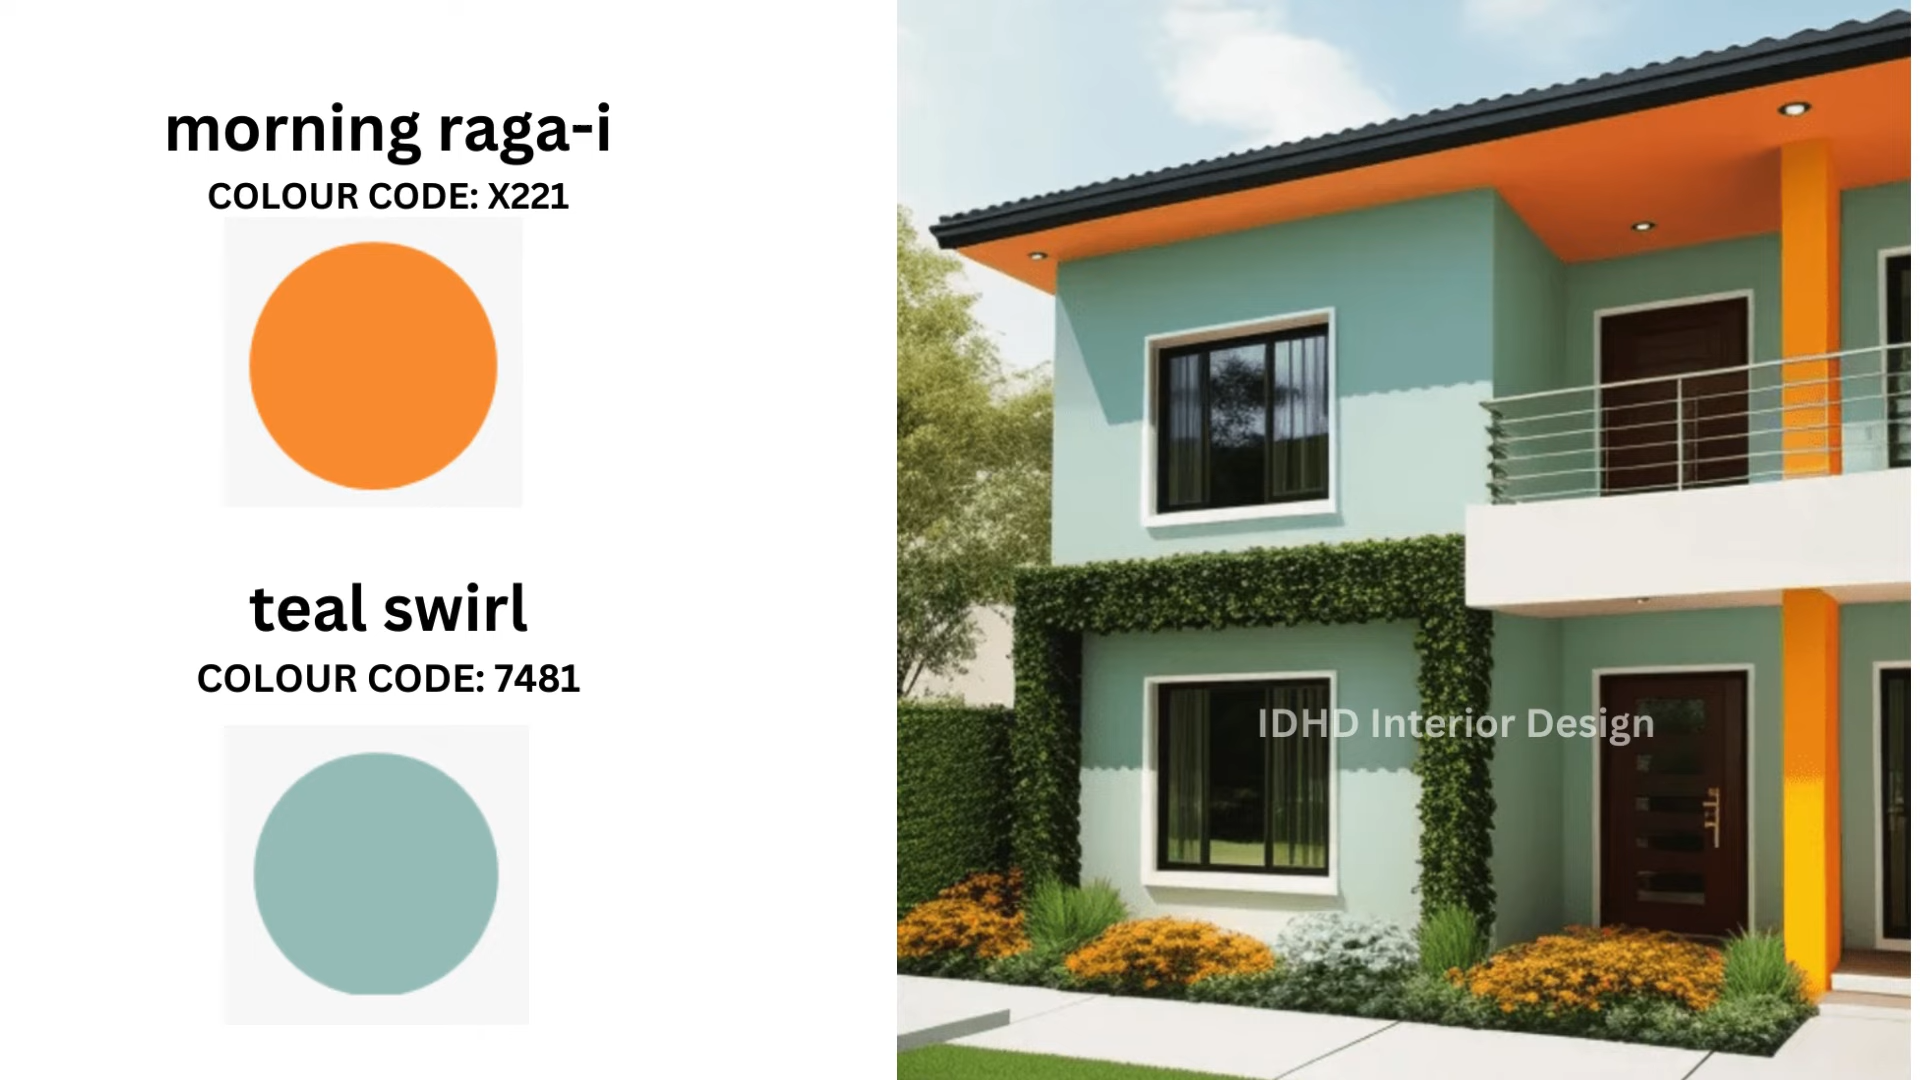 morning raga-i
COLOUR CODE: X221
teal swirl
COLOUR CODE: 7481
IDHD Interior Design